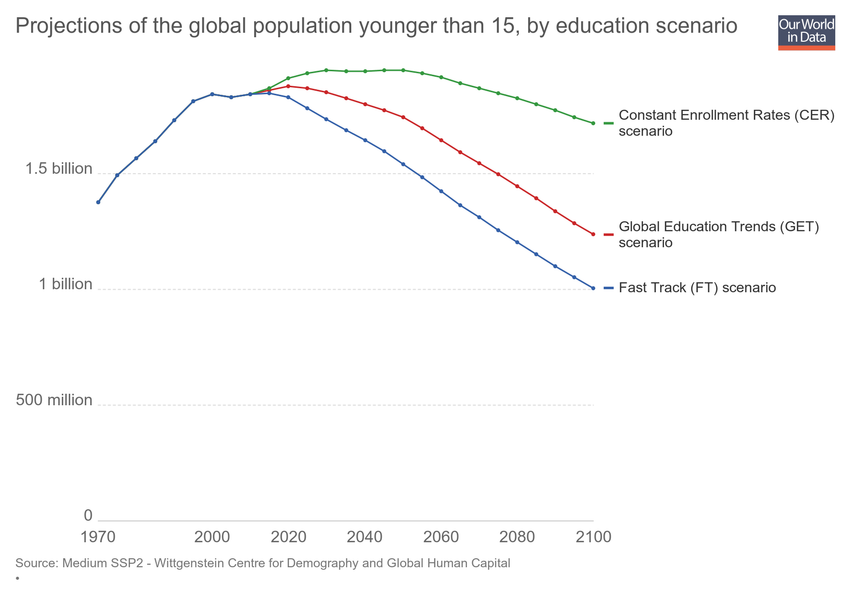 Projections of the global population younger than 15, by education scenario
Our World
in Data
Constant Enrollment Rates (CER)
scenario
1.5 billion
Global Education Trends (GET)
scenario
1 billion
Fast Track (FT) scenario
500 million
0
1970 2000 2020 2040 2060 2080 2100
Source: Medium SSP2 - Wittgenstein Centre for Demography and Global Human Capital
•